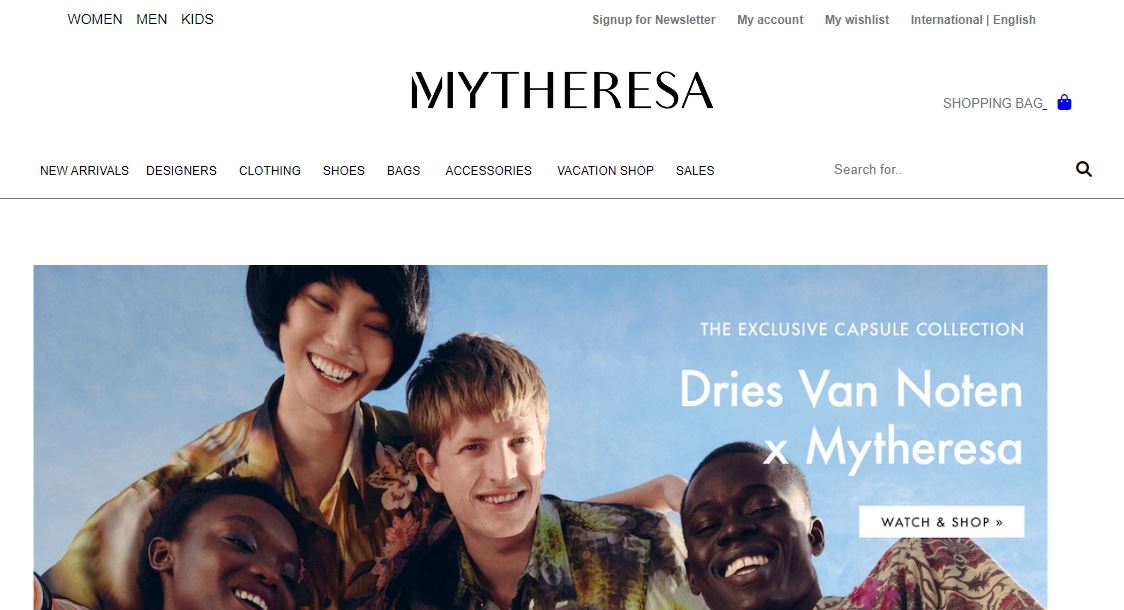 WOMEN MEN KIDS
Signup for Newsletter My account My wishlist International | English
MYTHERESA
SHOPPING BAG_
NEW ARRIVALS DESIGNERS CLOTHING SHOES BAGS ACCESSORIES VACATION SHOP SALES
Search for..
THE EXCLUSIVE CAPSULE COLLECTION
Dries Van Noten
x Mytheresa
WATCH & SHOP »